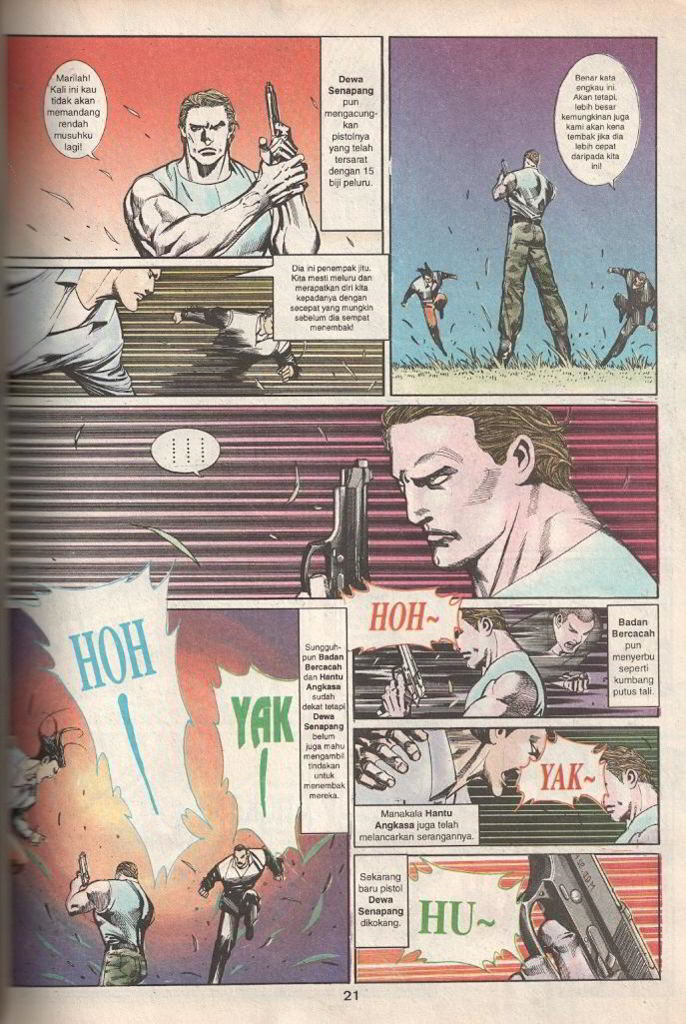 Marilah!
Kali ini kau
tidak akan
memandang
rendah
musuhku
lagi!
Dewa
Senapang
pun
mengacung-
kan
pistolnya
yang telah
tersarat
dengan 15
biji peluru.
Benar kata
engkau ini.
Akan tetapi,
lebih besar
kemungkinan juga
kami akan kena
tembak jika dia
lebih cepat
daripada kita
ini!
Dia ini penempak jitu.
Kita mesti meluru dan
merapatkan diri kita
kepadanya dengan
secepat yang mungkin
sebelum dia sempat
menembak!
HOH
!
YAK
!
Sungguh-
pun Badan
Bercacah
dan Hantu
Angkasa
sudah
dekat tetapi
Dewa
Senapang
belum
juga mahu
mengambil
tindakan
untuk
menembak
mereka.
HOH~
Badan
Bercacah
pun
menyerbu
seperti
kumbang
putus tali.
YAK~
Manakala Hantu
Angkasa juga telah
melancarkan serangannya.
Sekarang
baru pistol
Dewa
Senapang
dikokang.
HU~
21